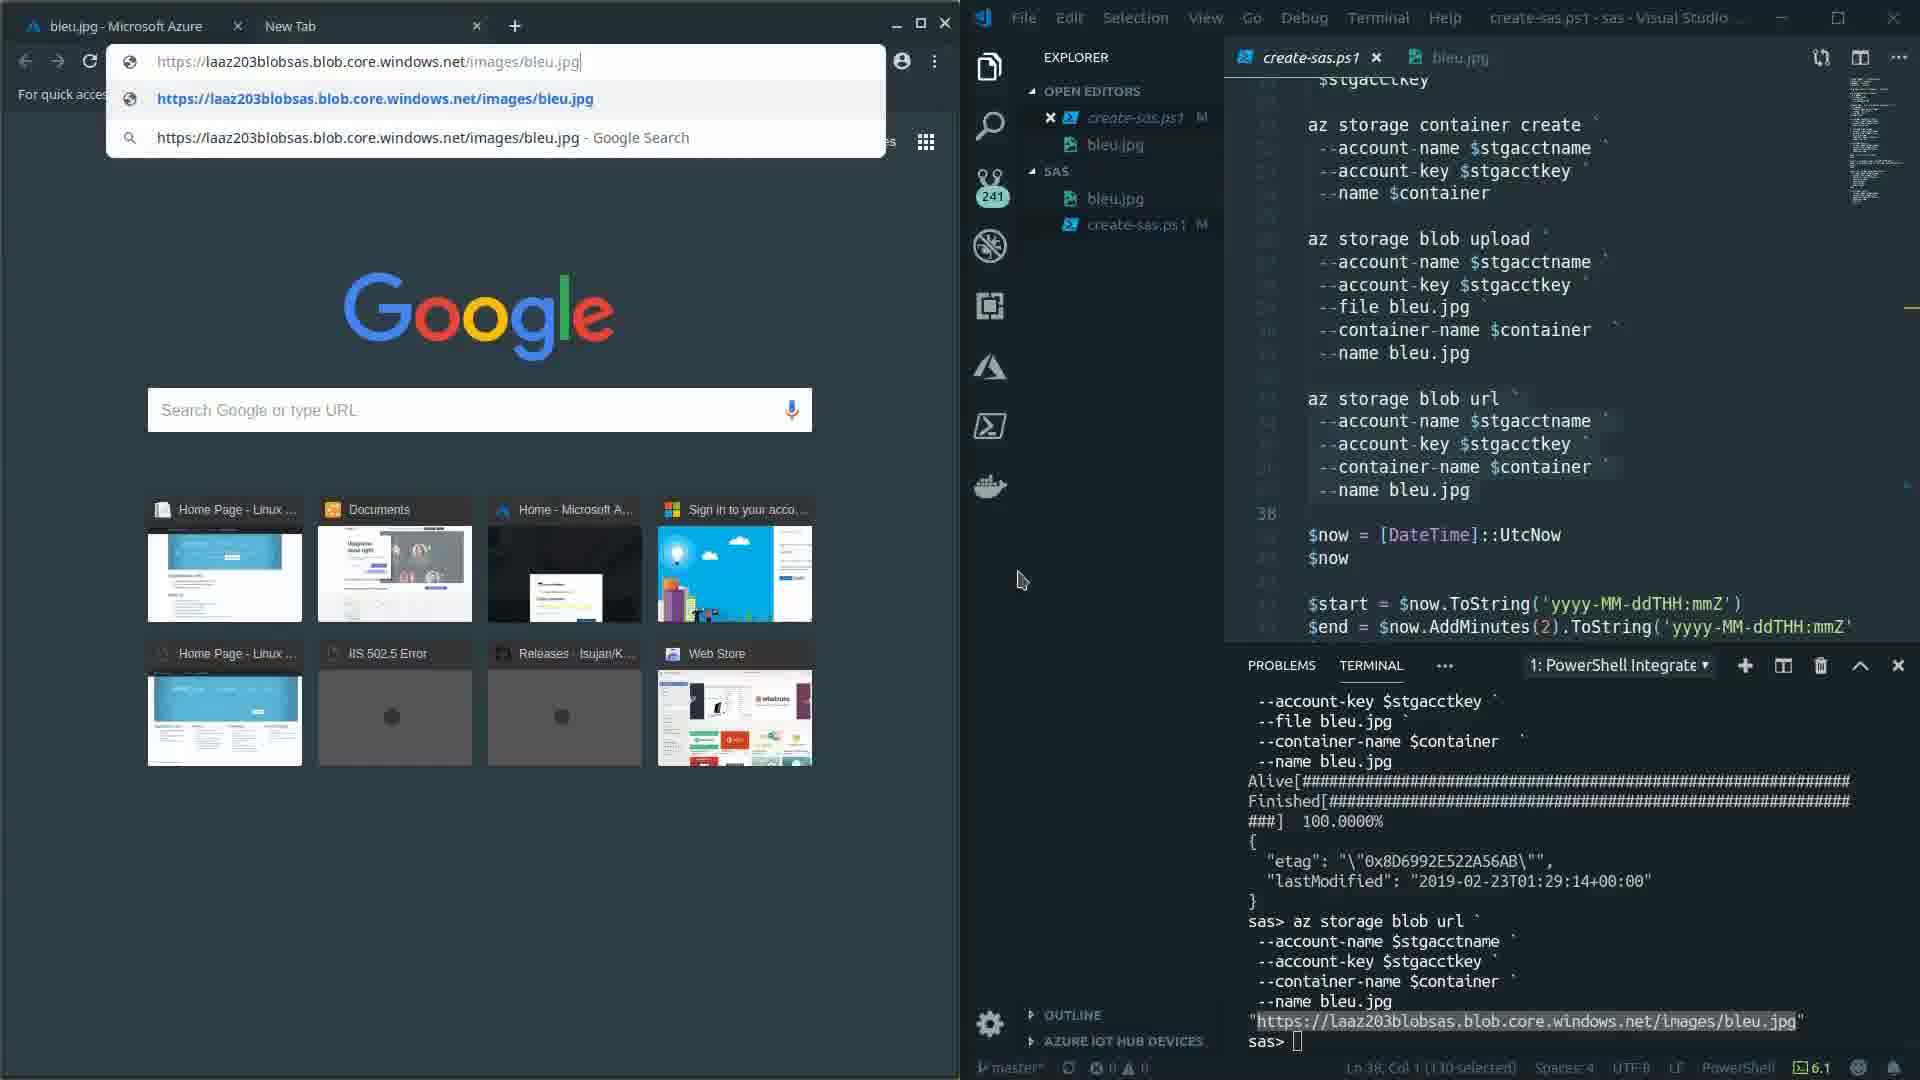 bleu.jpg - Microsoft Azure
New Tab
https://laaz203blobsas.blob.core.windows.net/images/bleu.jpg
For quick acces
https://laaz203blobsas.blob.core.windows.net/images/bleu.jpg
https://laaz203blobsas.blob.core.windows.net/images/bleu.jpg - Google Search
es
Google
Search Google or type URL
Home Page - Linux ...
Documents
Home - Microsoft A...
Sign in to your acco...
Home Page - Linux ...
IIS 502.5 Error
Releases · Isujan/K...
Web Store
File Edit Selection View Go Debug Terminal Help create-sas.ps1 - sas - Visual Studio ...
EXPLORER
OPEN EDITORS
create-sas.ps1 M
bleu.jpg
SAS
bleu.jpg
create-sas.ps1 M
241
OUTLINE
AZURE IOT HUB DEVICES
create-sas.ps1
bleu.jpg
$stgacctkey
az storage container create `
--account-name $stgacctname `
--account-key $stgacctkey `
--name $container
az storage blob upload `
--account-name $stgacctname `
--account-key $stgacctkey `
--file bleu.jpg `
--container-name $container `
--name bleu.jpg
az storage blob url `
--account-name $stgacctname `
--account-key $stgacctkey `
--container-name $container `
--name bleu.jpg
38
$now = [DateTime]::UtcNow
$now
$start = $now.ToString('yyyy-MM-ddTHH:mmZ')
$end = $now.AddMinutes(2).ToString('yyyy-MM-ddTHH:mmZ'
PROBLEMS TERMINAL ... 1: PowerShell Integrate
--account-key $stgacctkey `
--file bleu.jpg `
--container-name $container `
--name bleu.jpg
Alive[#############################################################
Finished[##########################################################
###] 100.0000%
{
"etag": "\"0x8D6992E522A56AB\"",
"lastModified": "2019-02-23T01:29:14+00:00"
}
sas> az storage blob url `
--account-name $stgacctname `
--account-key $stgacctkey `
--container-name $container `
--name bleu.jpg
"https://laaz203blobsas.blob.core.windows.net/images/bleu.jpg"
sas>
master* 0 0 Ln 38, Col 1 (130 selected) Spaces: 4 UTF-8 LF PowerShell 6.1